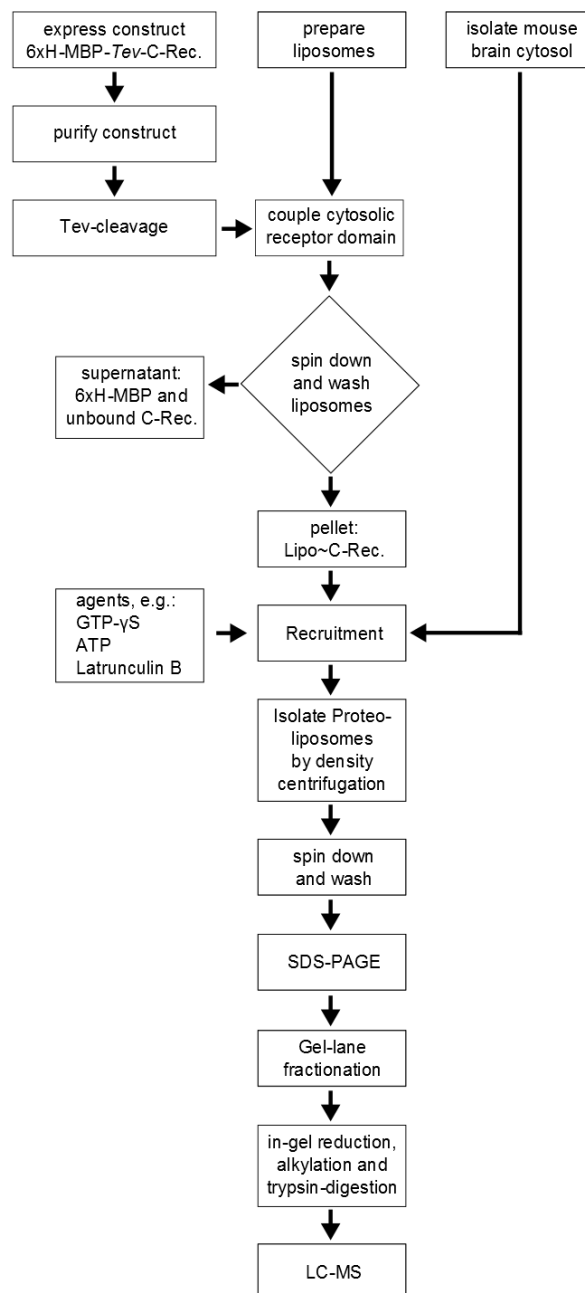 express construct
6xH-MBP-Tev-C-Rec.
prepare
liposomes
isolate mouse
brain cytosol
purify construct
Tev-cleavage
couple cytosolic
receptor domain
spin down
and wash
liposomes
supernatant:
6xH-MBP and
unbound C-Rec.
pellet:
Lipo~C-Rec.
agents, e.g.:
GTP-γS
ATP
Latrunculin B
Recruitment
Isolate Proteo-
liposomes
by density
centrifugation
spin down
and wash
SDS-PAGE
Gel-lane
fractionation
in-gel reduction,
alkylation and
trypsin-digestion
LC-MS